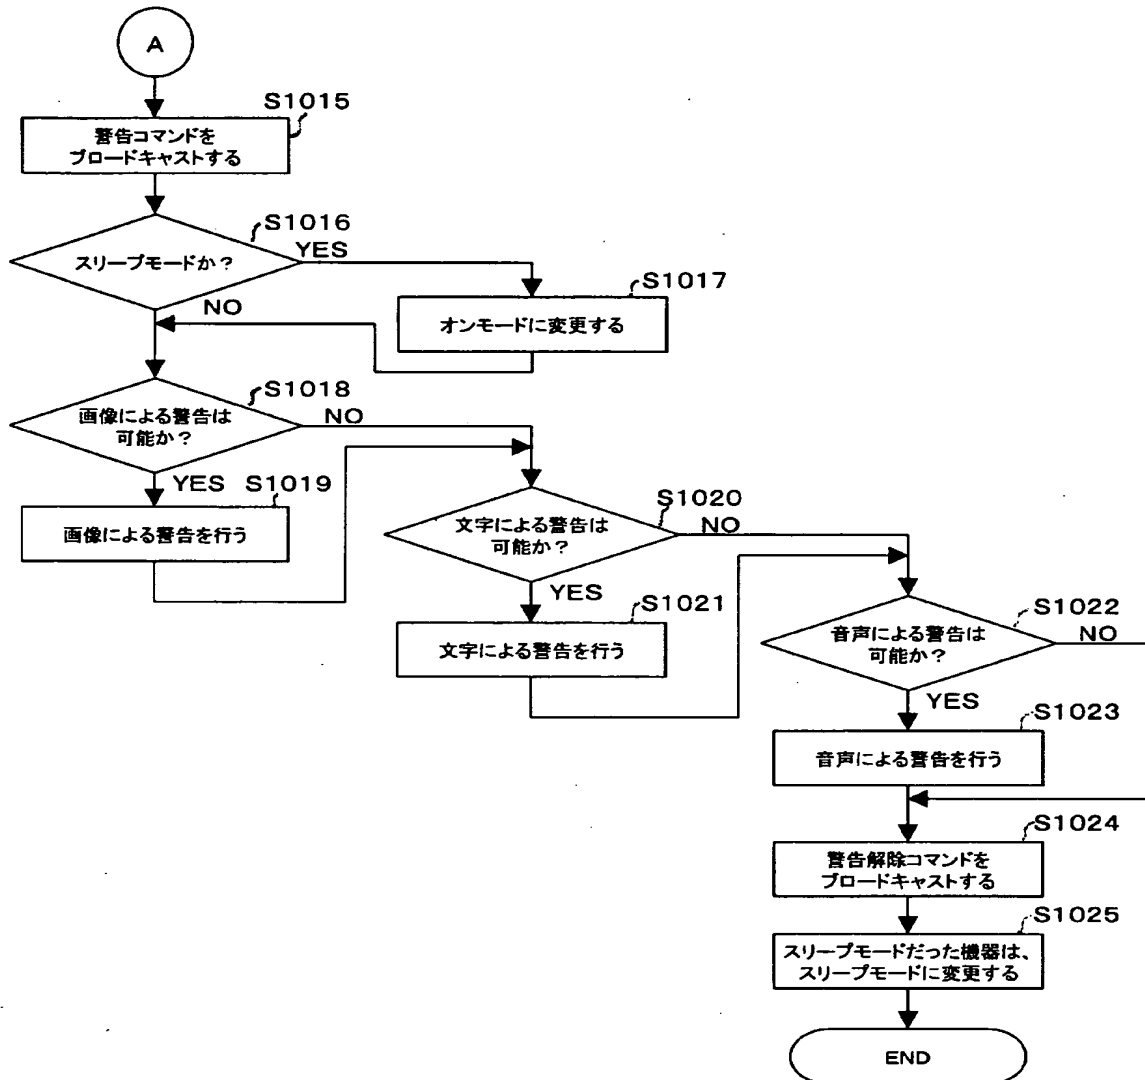 A
S1015
警告コマンドを
ブロードキャストする
S1016
スリープモードか？
YES
NO
S1017
オンモードに変更する
S1018
画像による警告は
可能か？
NO
YES
S1019
画像による警告を行う
S1020
文字による警告は
可能か？
NO
YES
S1021
文字による警告を行う
S1022
音声による警告は
可能か？
NO
YES
S1023
音声による警告を行う
S1024
警告解除コマンドを
ブロードキャストする
S1025
スリープモードだった機器は、
スリープモードに変更する
END